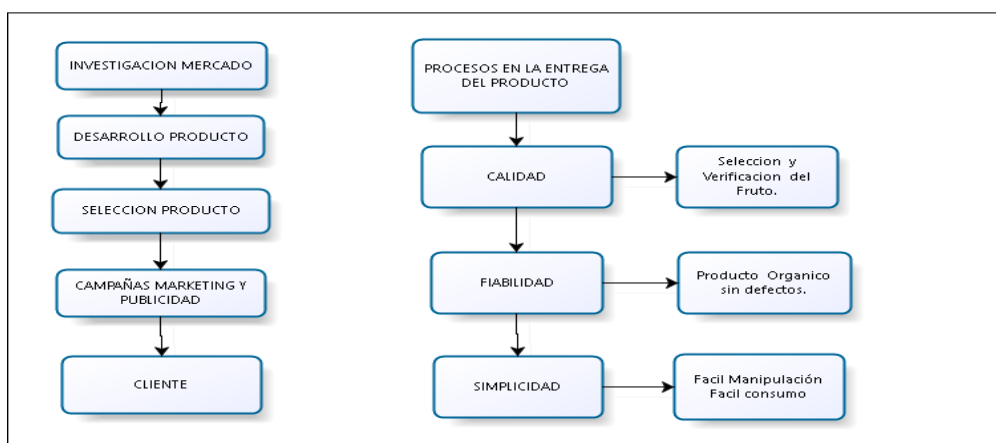 INVESTIGACION MERCADO
DESARROLLO PRODUCTO
SELECCION PRODUCTO
CAMPAÑAS MARKETING Y
PUBLICIDAD
CLIENTE
PROCESOS EN LA ENTREGA
DEL PRODUCTO
CALIDAD
Seleccion y
Verificacion del
Fruto.
FIABILIDAD
Producto Organico
sin defectos.
SIMPLICIDAD
Facil Manipulación
Facil consumo